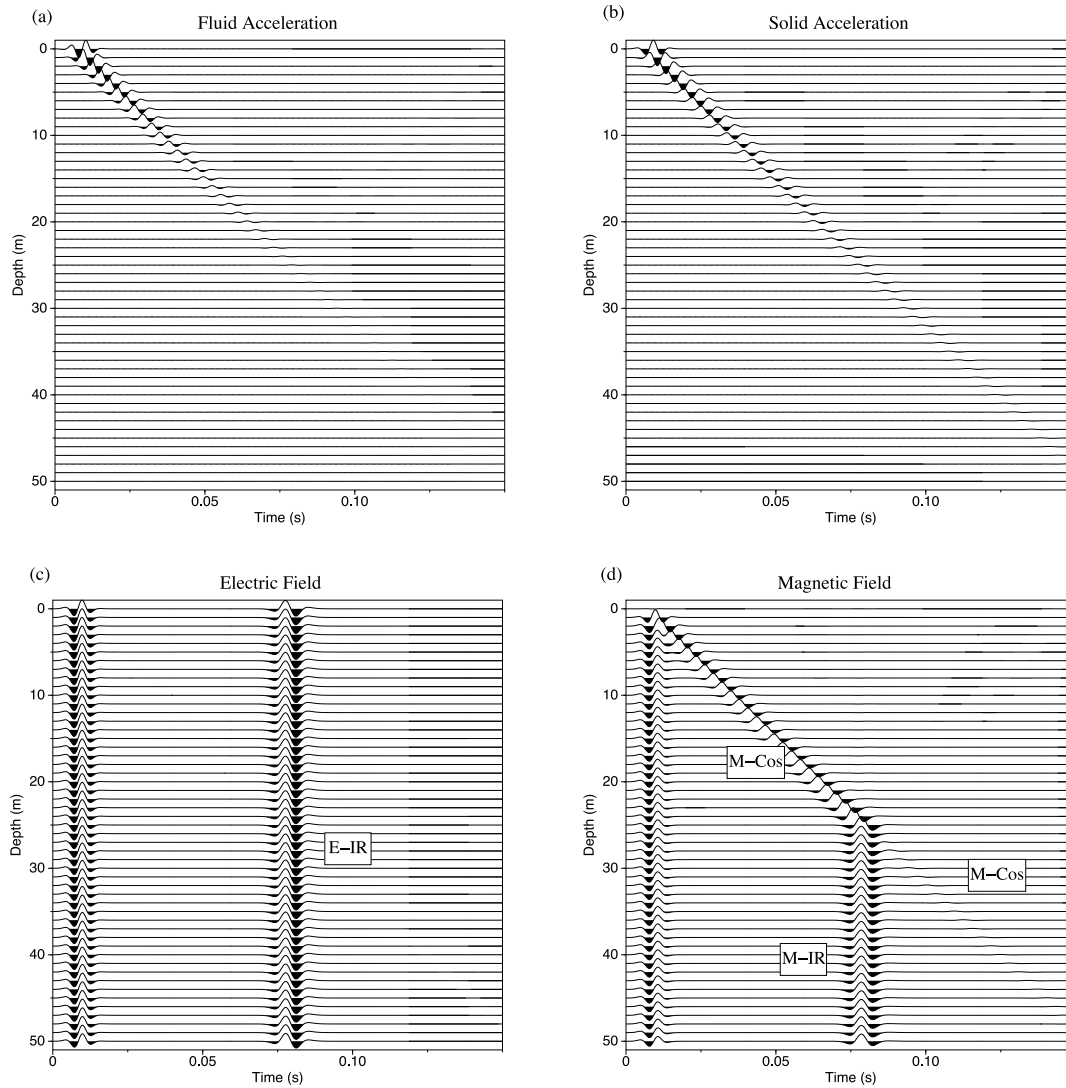 (a)
Fluid Acceleration
0
10
20
30
40
50
Depth (m)
0
0.05
0.10
Time (s)
(b)
Solid Acceleration
0
10
20
30
40
50
Depth (m)
0
0.05
0.10
Time (s)
(c)
Electric Field
0
10
20
30
40
50
Depth (m)
E–IR
0
0.05
0.10
Time (s)
(d)
Magnetic Field
0
10
20
30
40
50
Depth (m)
M–Cos
M–Cos
M–IR
0
0.05
0.10
Time (s)